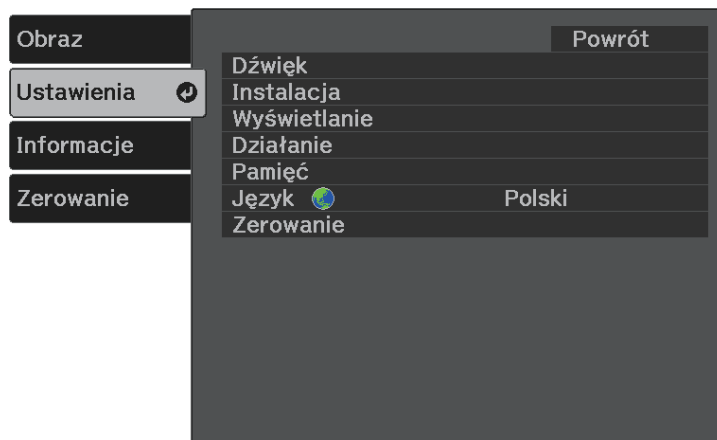 Obraz
Ustawienia
Informacje
Zerowanie
Powrót
Dźwięk
Instalacja
Wyświetlanie
Działanie
Pamięć
Język Polski
Zerowanie